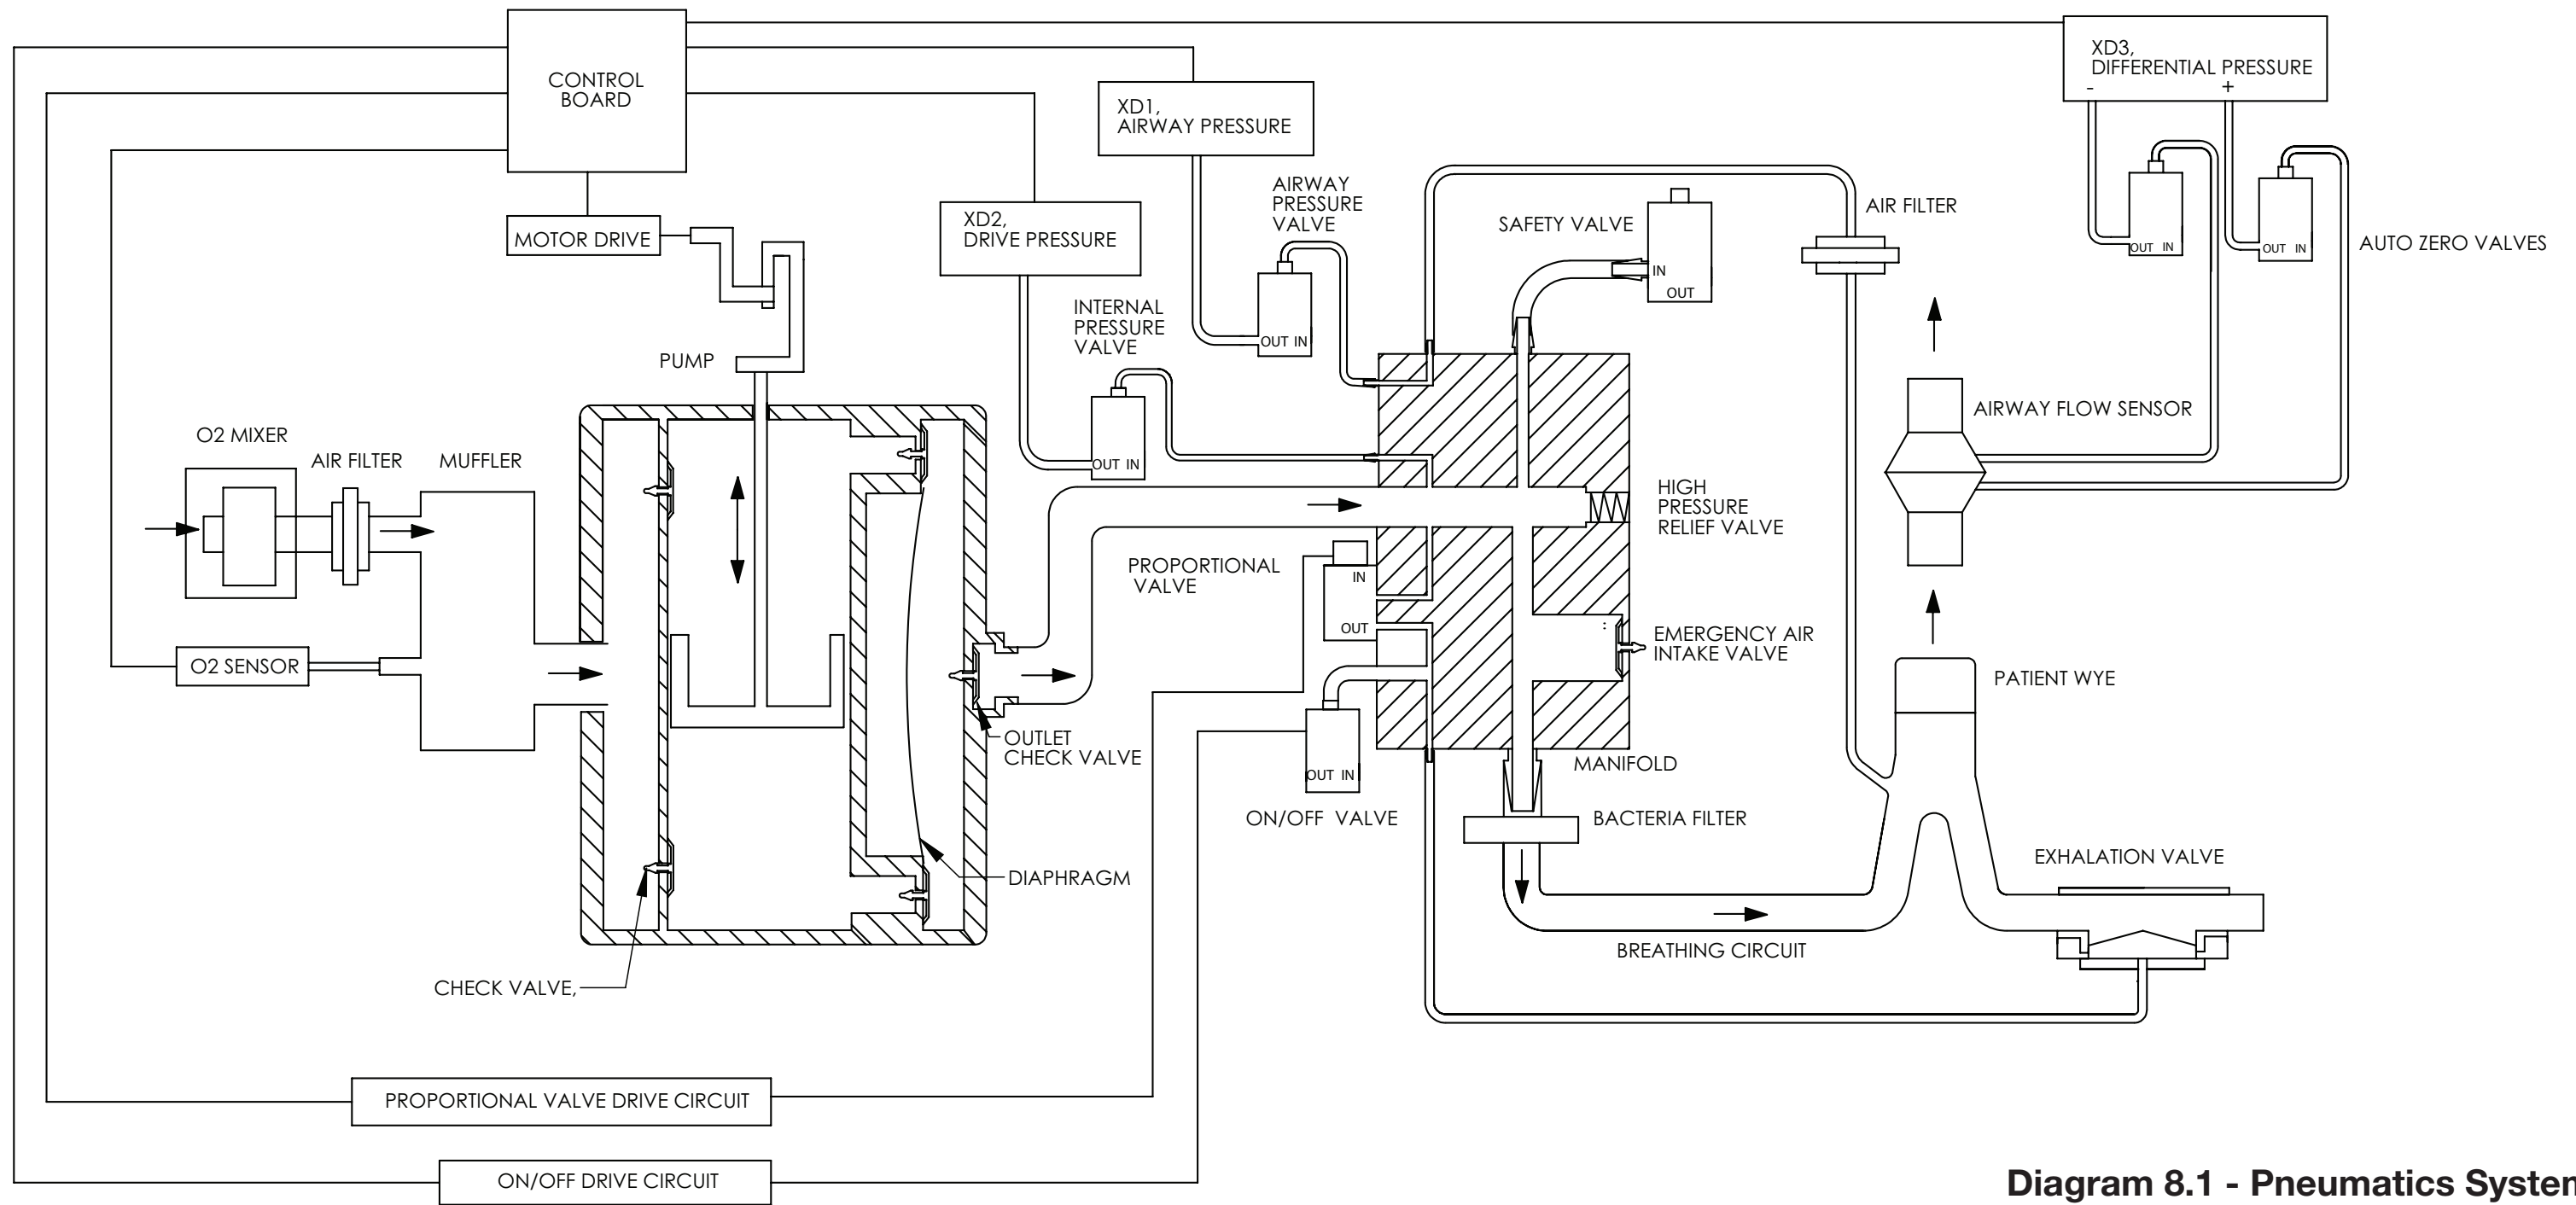 CONTROL
BOARD
XD3,
DIFFERENTIAL PRESSURE
- +
XD1,
AIRWAY PRESSURE
AIRWAY
PRESSURE
VALVE
SAFETY VALVE
IN
OUT
AIR FILTER
OUT IN
OUT IN
AUTO ZERO VALVES
MOTOR DRIVE
XD2,
DRIVE PRESSURE
INTERNAL
PRESSURE
VALVE
OUT IN
PUMP
OUT IN
O2 MIXER
AIR FILTER
MUFFLER
AIRWAY FLOW SENSOR
HIGH
PRESSURE
RELIEF VALVE
PROPORTIONAL
VALVE
IN
OUT
EMERGENCY AIR
INTAKE VALVE
O2 SENSOR
PATIENT WYE
OUTLET
CHECK VALVE
MANIFOLD
OUT IN
ON/OFF VALVE
BACTERIA FILTER
DIAPHRAGM
EXHALATION VALVE
BREATHING CIRCUIT
CHECK VALVE,
PROPORTIONAL VALVE DRIVE CIRCUIT
ON/OFF DRIVE CIRCUIT
Diagram 8.1 - Pneumatics System